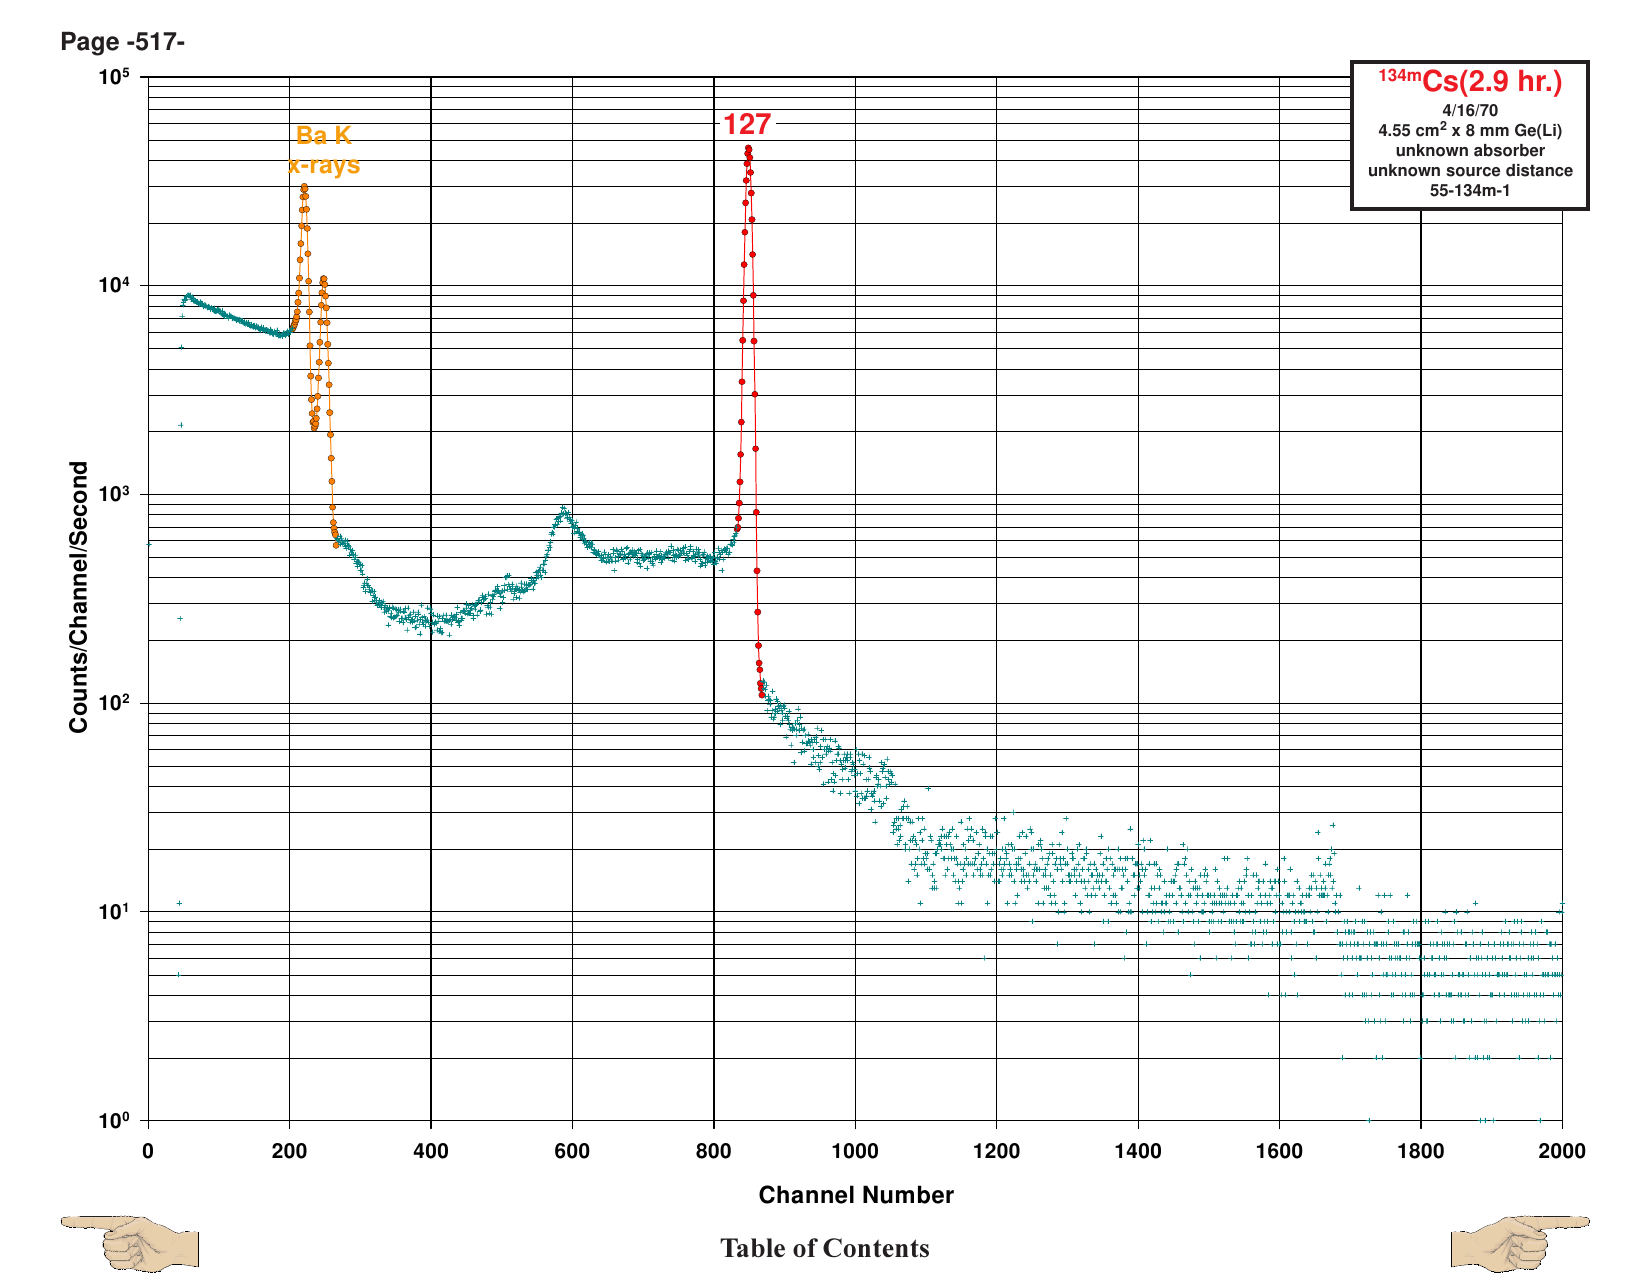 Page -517-
10⁵
134mCs(2.9 hr.)
4/16/70
4.55 cm² x 8 mm Ge(Li)
unknown absorber
unknown source distance
55-134m-1
127
Ba K
x-rays
10⁴
10³
10²
10¹
10⁰
Counts/Channel/Second
0 200 400 600 800 1000 1200 1400 1600 1800 2000
Channel Number
Table of Contents